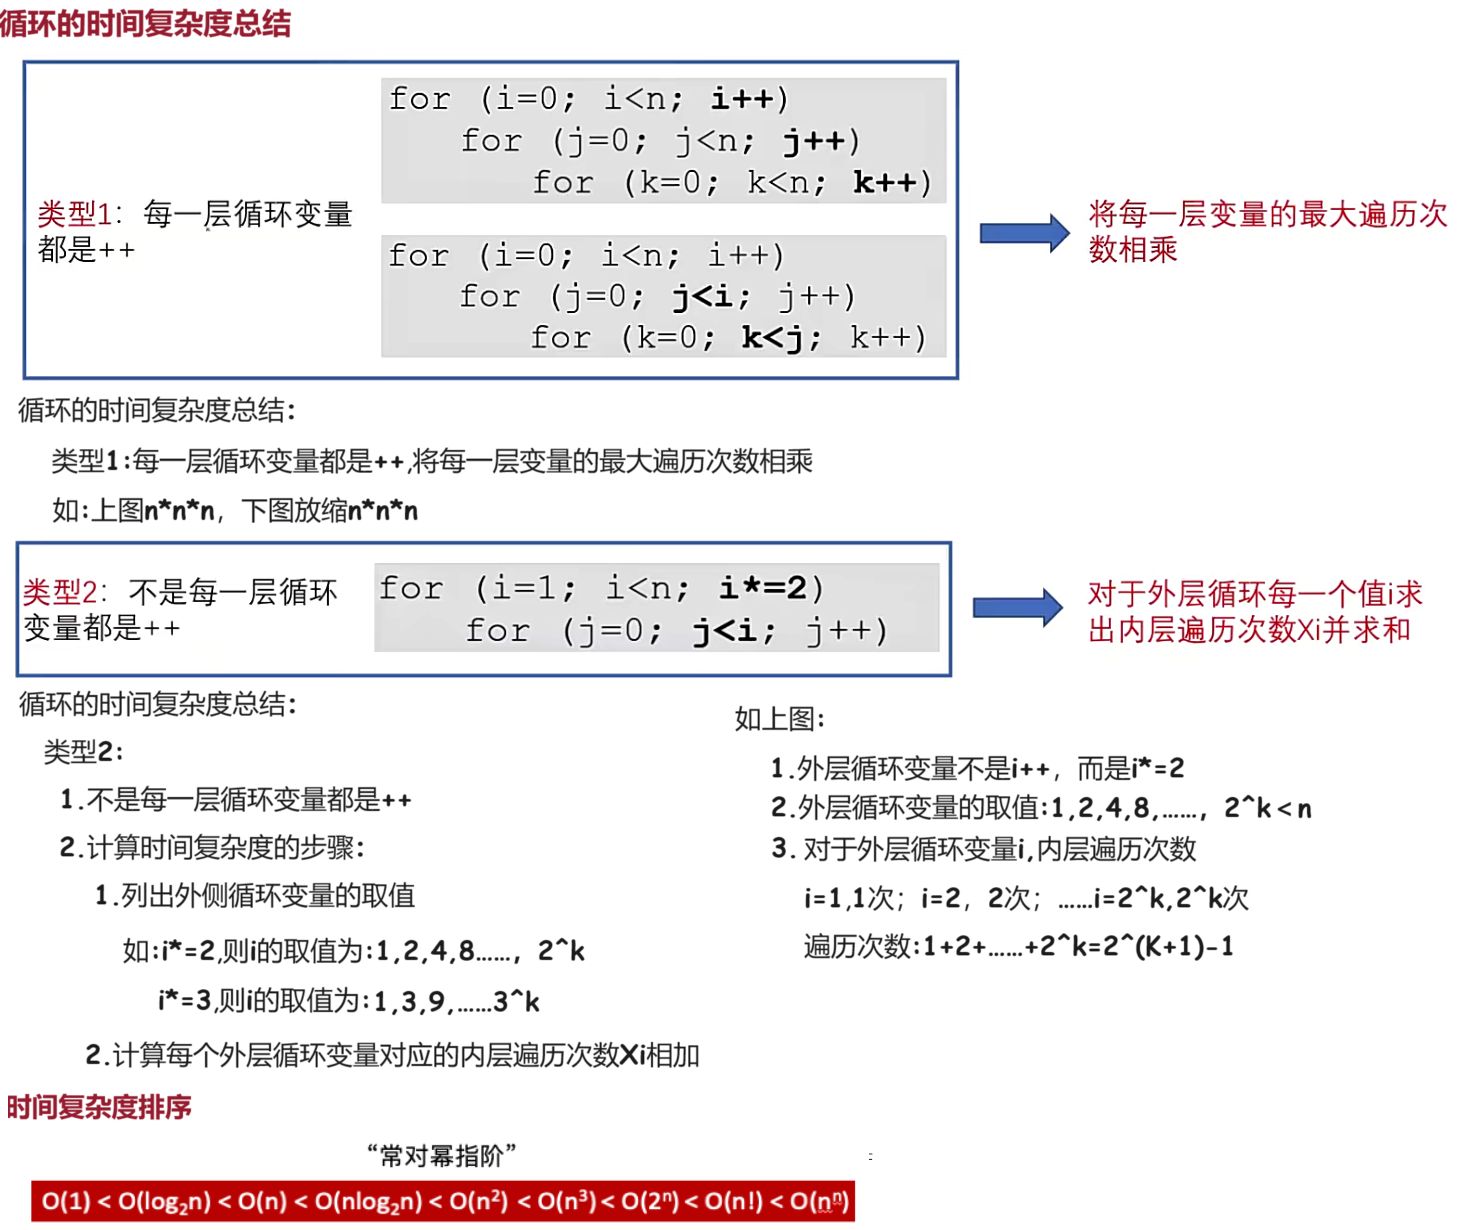 循环的时间复杂度总结
for (i=0; i<n; i++)
for (j=0; j<n; j++)
for (k=0; k<n; k++)
类型1：每一层循环变量
都是++
for (i=0; i<n; i++)
for (j=0; j<i; j++)
for (k=0; k<j; k++)
将每一层变量的最大遍历次
数相乘
循环的时间复杂度总结:
类型1:每一层循环变量都是++,将每一层变量的最大遍历次数相乘
如:上图n*n*n，下图放缩n*n*n
类型2：不是每一层循环
变量都是++
for (i=1; i<n; i*=2)
for (j=0; j<i; j++)
对于外层循环每一个值i求
出内层遍历次数Xi并求和
循环的时间复杂度总结:
类型2:
1.不是每一层循环变量都是++
2.计算时间复杂度的步骤:
1.列出外侧循环变量的取值
如:i*=2,则i的取值为:1,2,4,8......，2^k
i*=3,则i的取值为:1,3,9,......3^k
2.计算每个外层循环变量对应的内层遍历次数Xi相加
如上图:
1.外层循环变量不是i++，而是i*=2
2.外层循环变量的取值:1,2,4,8,......，2^k<n
3. 对于外层循环变量i,内层遍历次数
i=1,1次；i=2，2次；......i=2^k,2^k次
遍历次数:1+2+......+2^k=2^(K+1)-1
时间复杂度排序
“常对幂指阶”
O(1) < O(log₂n) < O(n) < O(nlog₂n) < O(n²) < O(n³) < O(2ⁿ) < O(n!) < O(nⁿ)